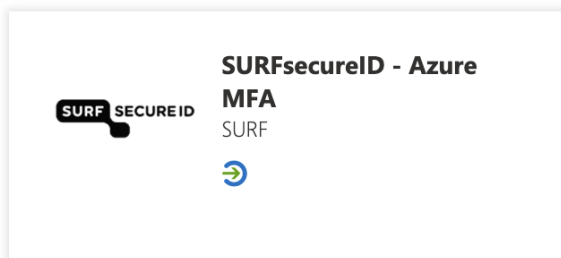 SURF SECURE ID
SURFsecureID - Azure
MFA
SURF